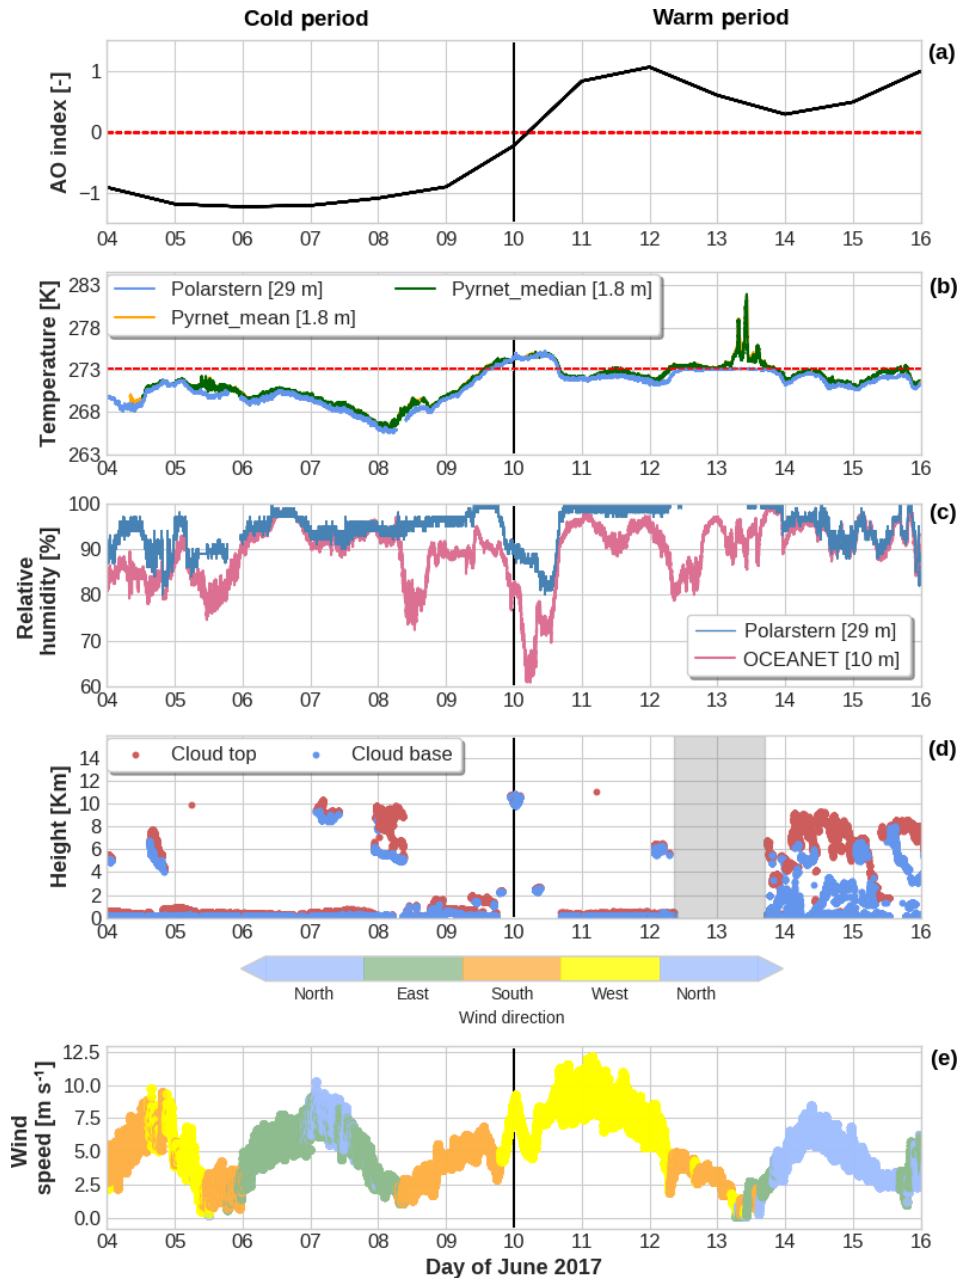 Cold period Warm period
(a)
AO index [-]
1
0
−1
04 05 06 07 08 09 10 11 12 13 14 15 16
(b)
Temperature [K]
Polarstern [29 m] Pyrnet_median [1.8 m]
Pyrnet_mean [1.8 m]
283
278
273
268
263
04 05 06 07 08 09 10 11 12 13 14 15 16
(c)
Relative
humidity [%]
100
90
80
70
60
Polarstern [29 m]
OCEANET [10 m]
04 05 06 07 08 09 10 11 12 13 14 15 16
(d)
Height [Km]
Cloud top Cloud base
14
12
10
8
6
4
2
0
04 05 06 07 08 09 10 11 12 13 14 15 16
North East South West North
Wind direction
(e)
Wind
speed [m s-1]
12.5
10.0
7.5
5.0
2.5
0.0
04 05 06 07 08 09 10 11 12 13 14 15 16
Day of June 2017